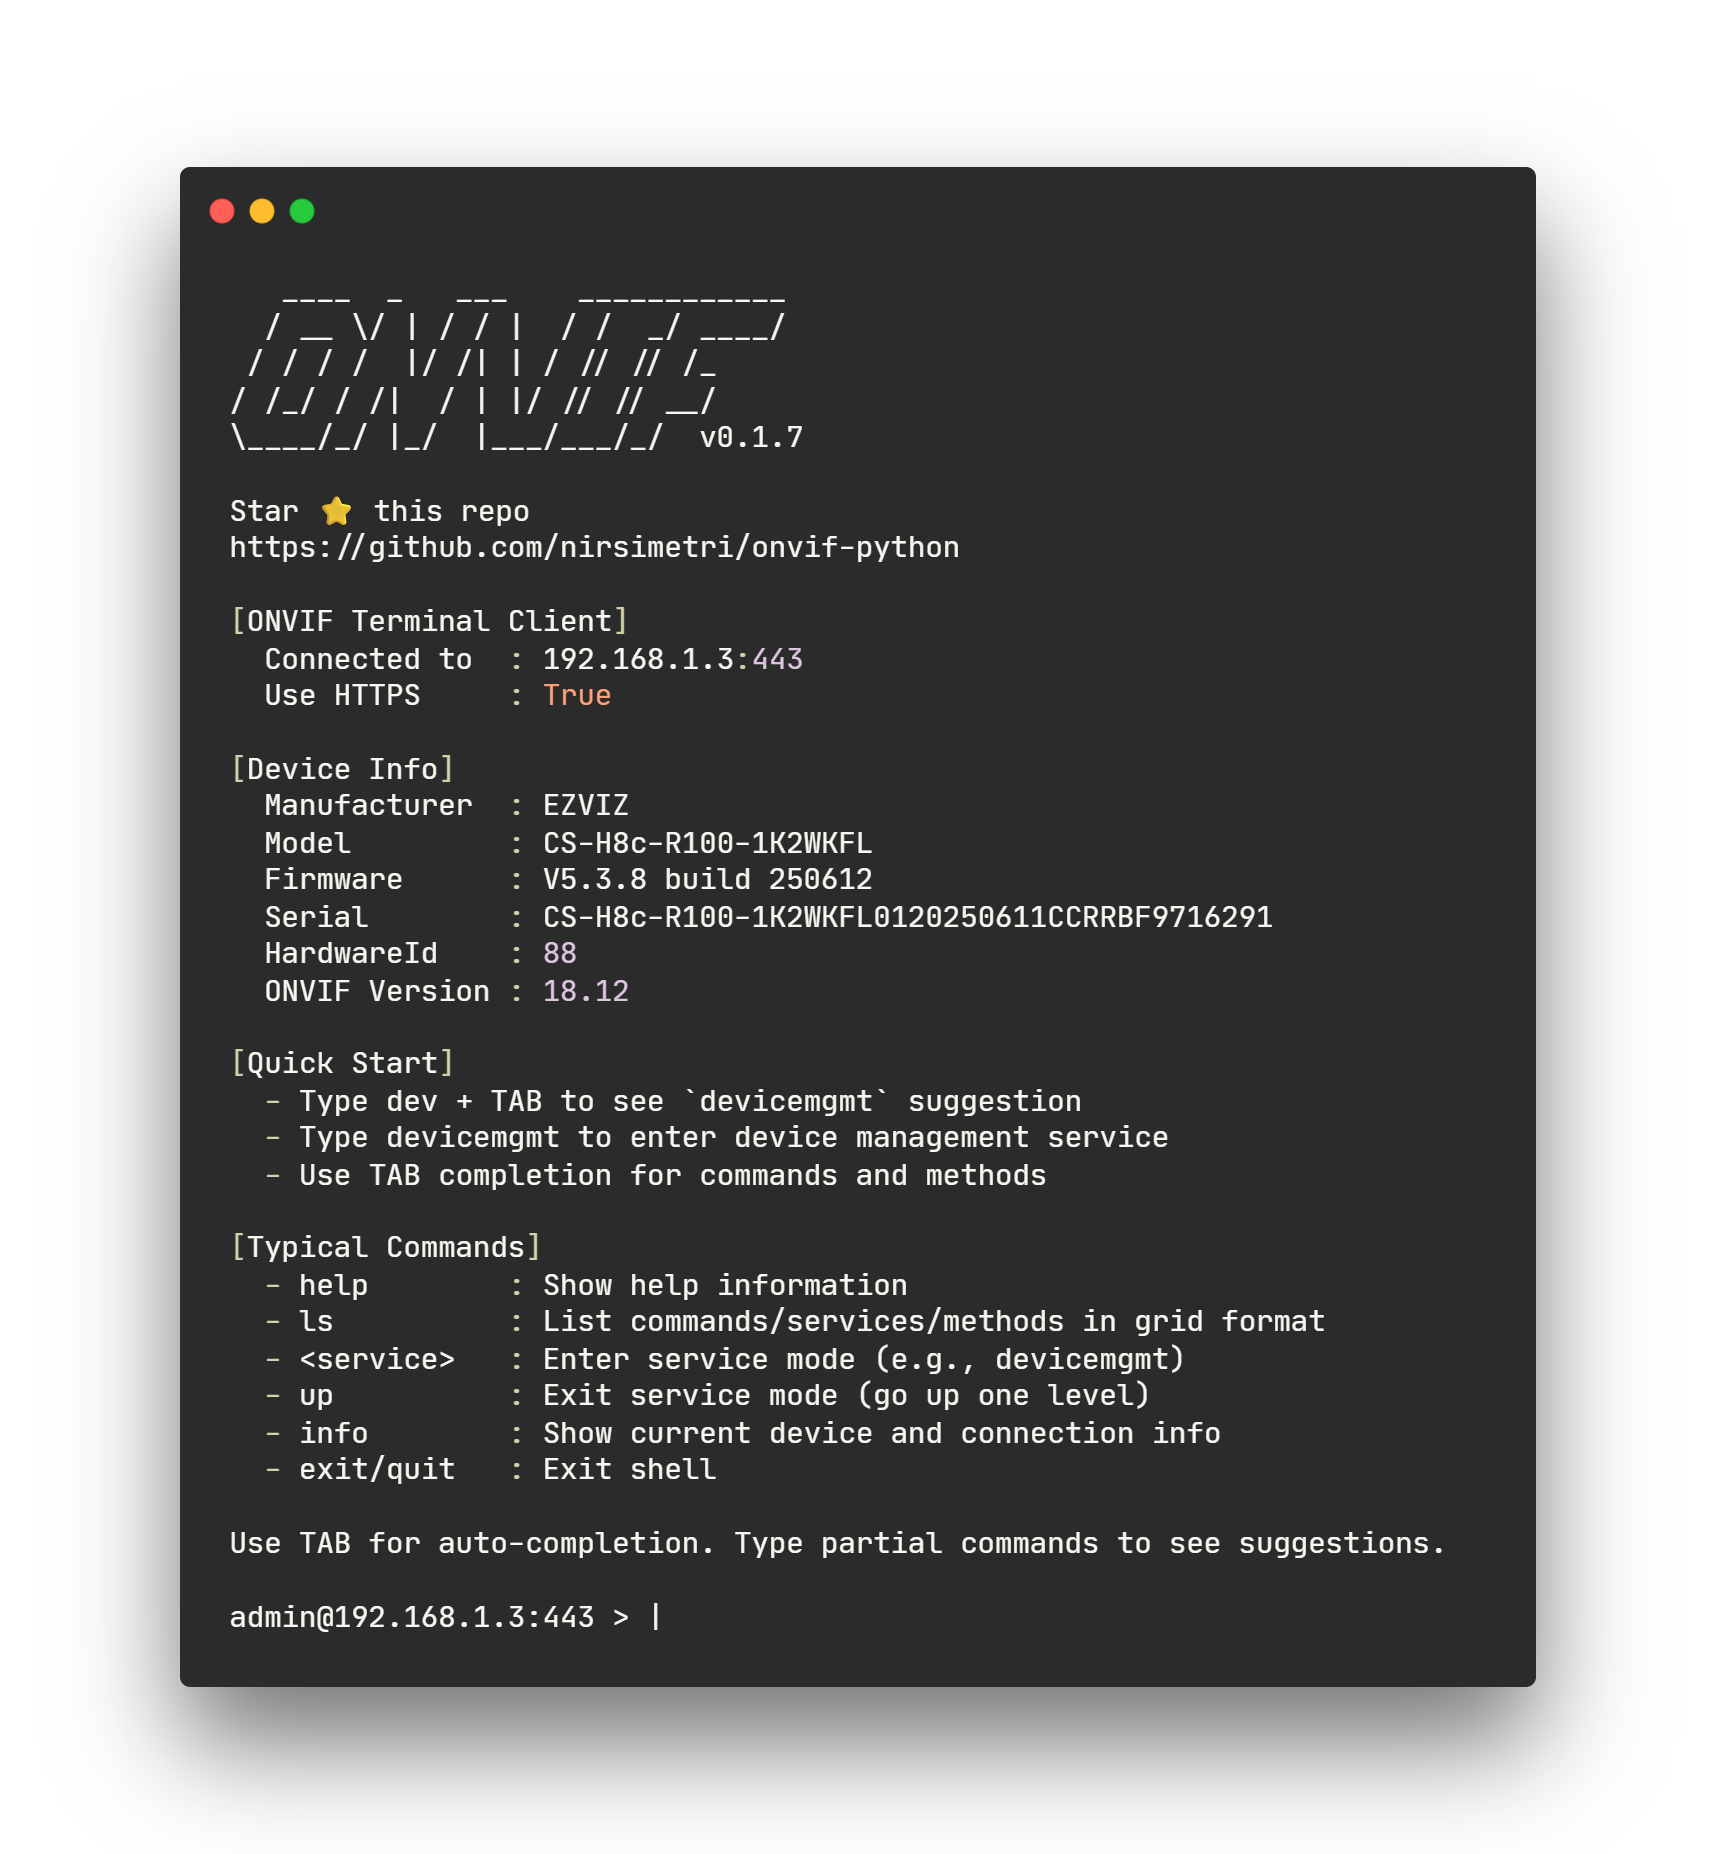 ____  _   ___    ____________
  / __ \/ | / / |  / /  _/ ____/
 / / / /  |/ /| | / // // /_
/ /_/ / /|  / | |/ // // __/
\____/_/ |_/  |___/___/_/  v0.1.7
Star ⭐ this repo
https://github.com/nirsimetri/onvif-python
[ONVIF Terminal Client]
Connected to : 192.168.1.3:443
Use HTTPS : True
[Device Info]
Manufacturer : EZVIZ
Model : CS-H8c-R100-1K2WKFL
Firmware : V5.3.8 build 250612
Serial : CS-H8c-R100-1K2WKFL0120250611CCRRBF9716291
HardwareId : 88
ONVIF Version : 18.12
[Quick Start]
- Type dev + TAB to see `devicemgmt` suggestion
- Type devicemgmt to enter device management service
- Use TAB completion for commands and methods
[Typical Commands]
- help : Show help information
- ls : List commands/services/methods in grid format
- <service> : Enter service mode (e.g., devicemgmt)
- up : Exit service mode (go up one level)
- info : Show current device and connection info
- exit/quit : Exit shell
Use TAB for auto-completion. Type partial commands to see suggestions.
admin@192.168.1.3:443 > |